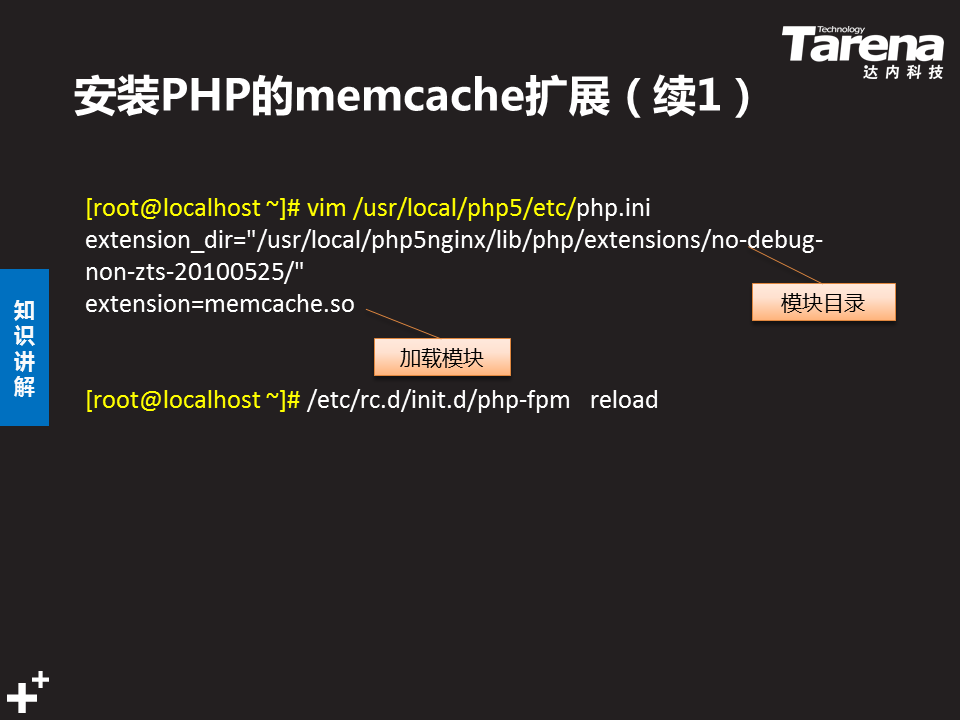 Technology
Tarena
达内科技
安装PHP的memcache扩展（续1）
[root@localhost ~]# vim /usr/local/php5/etc/php.ini
extension_dir="/usr/local/php5nginx/lib/php/extensions/no-debug-
non-zts-20100525/"
extension=memcache.so
模块目录
加载模块
[root@localhost ~]# /etc/rc.d/init.d/php-fpm   reload
知
识
讲
解